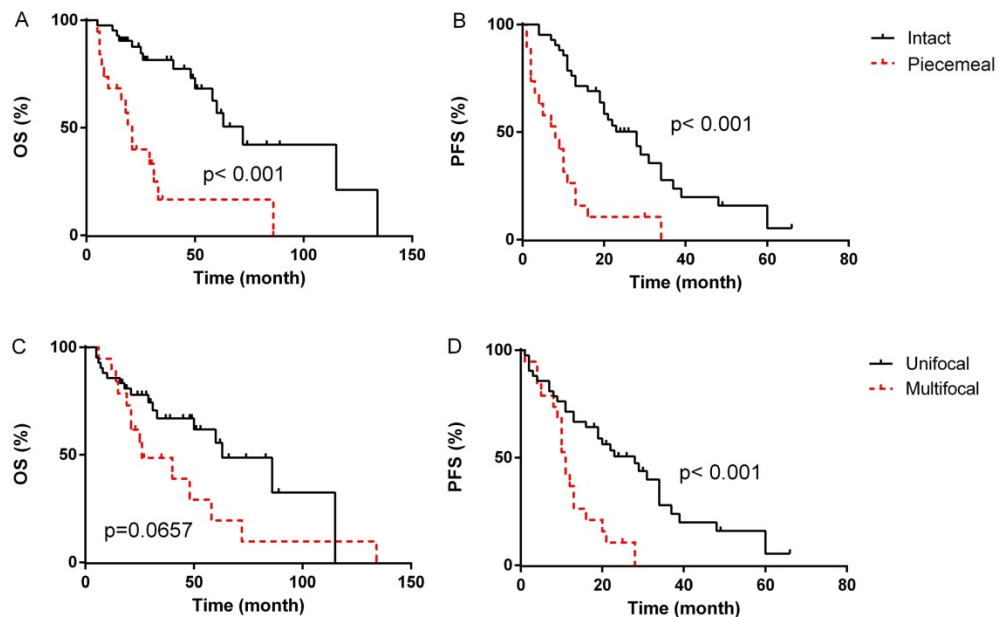 A
100
50
0
OS (%)
p< 0.001
0 50 100 150
Time (month)
B
100
50
0
PFS (%)
p< 0.001
0 20 40 60 80
Time (month)
Intact
Piecemeal
C
100
50
0
OS (%)
p=0.0657
0 50 100 150
Time (month)
D
100
50
0
PFS (%)
p< 0.001
0 20 40 60 80
Time (month)
Unifocal
Multifocal